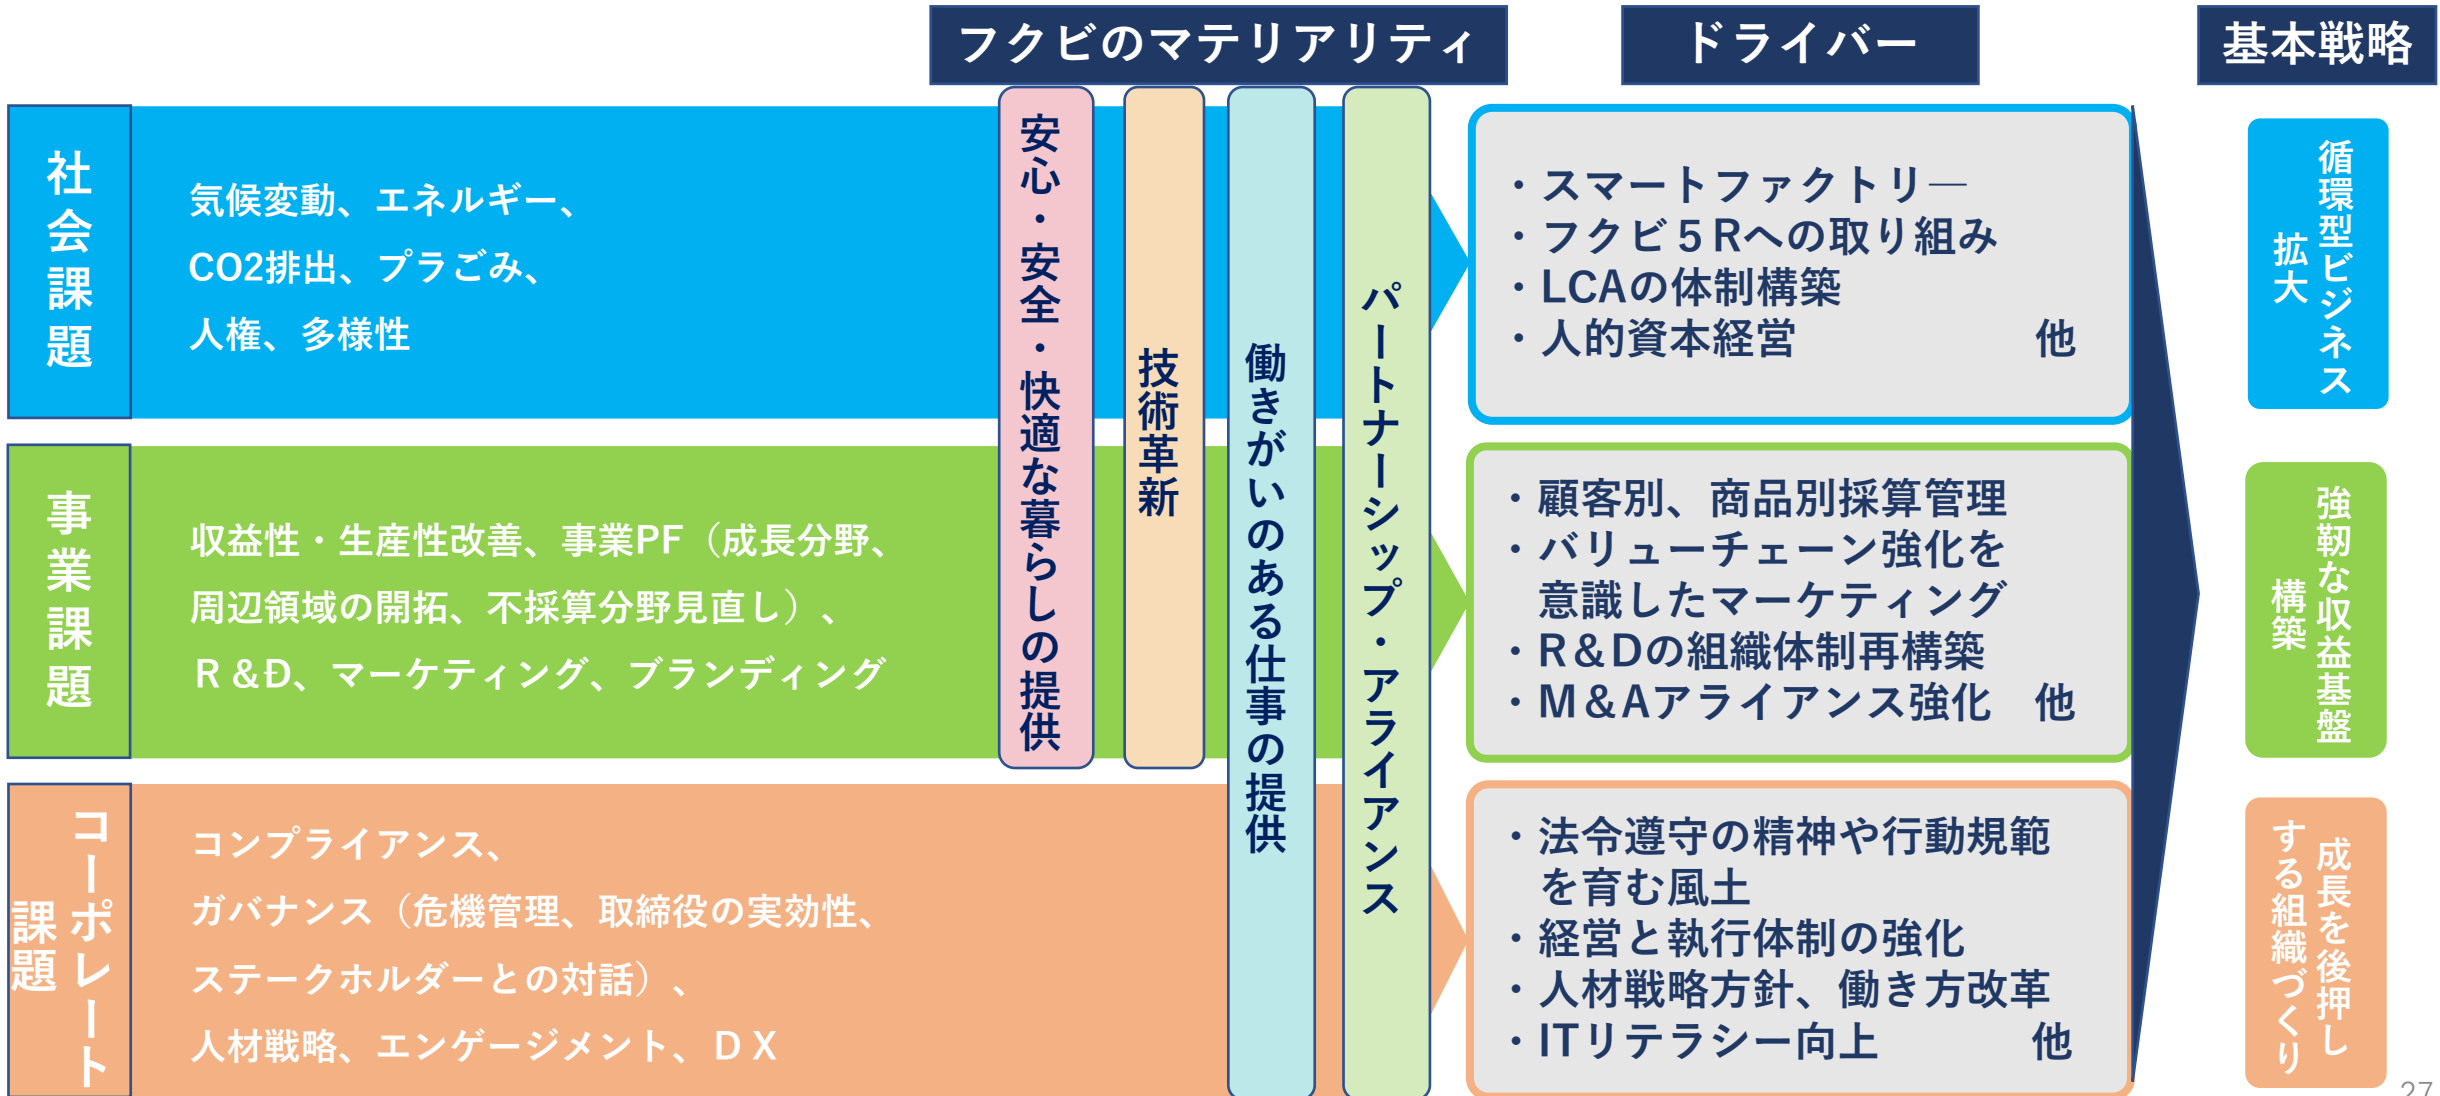 フクビのマテリアリティ
ドライバー
基本戦略
社会課題
気候変動、エネルギー、
CO2排出、プラごみ、
人権、多様性
安心・安全・快適な暮らしの提供
技術革新
働きがいのある仕事の提供
パートナーシップ・アライアンス
・スマートファクトリ―
・フクビ５Rへの取り組み
・LCAの体制構築
・人的資本経営　他
循環型ビジネス
拡大
事業課題
収益性・生産性改善、事業PF（成長分野、
周辺領域の開拓、不採算分野見直し）、
Ｒ＆Đ、マーケティング、ブランディング
・顧客別、商品別採算管理
・バリューチェーン強化を
意識したマーケティング
・R＆Dの組織体制再構築
・M＆Aアライアンス強化　他
強靭な収益基盤
構築
コーポレート
課題
コンプライアンス、
ガバナンス（危機管理、取締役の実効性、
ステークホルダーとの対話）、
人材戦略、エンゲージメント、ＤＸ
・法令遵守の精神や行動規範
を育む風土
・経営と執行体制の強化
・人材戦略方針、働き方改革
・ITリテラシー向上　他
成長を後押し
する組織づくり
27